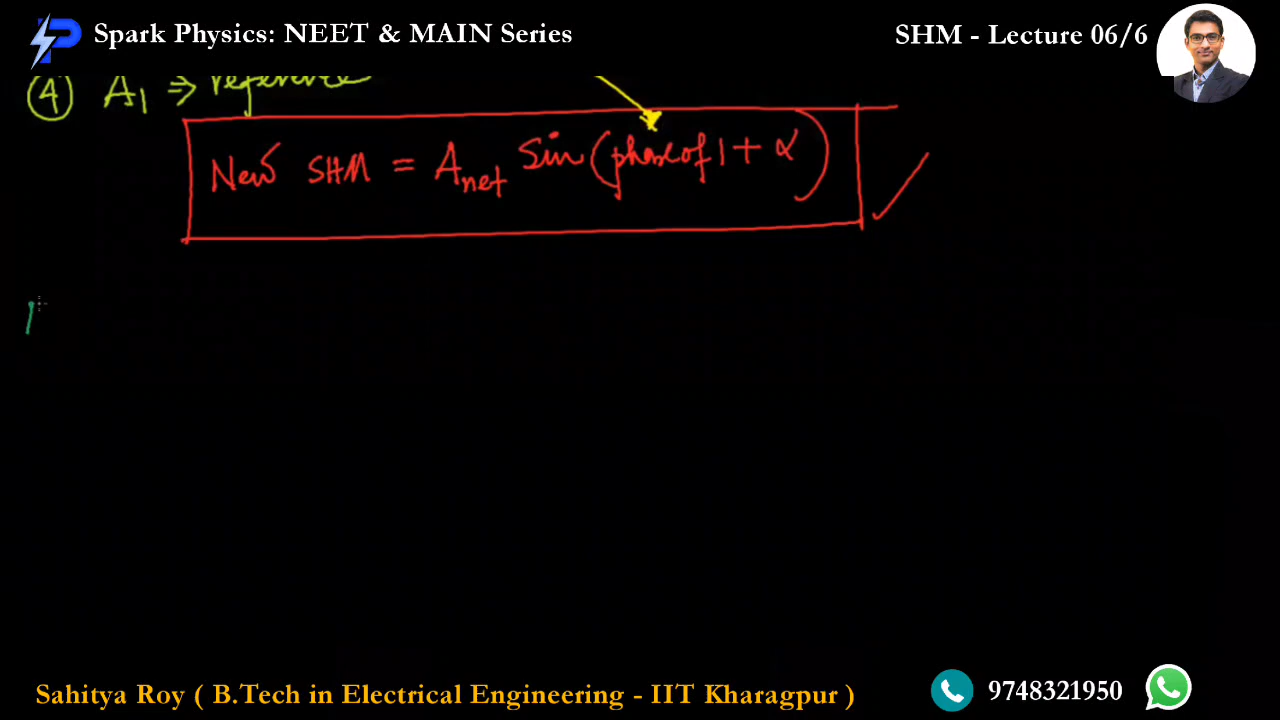 Spark Physics: NEET & MAIN Series
SHM - Lecture 06/6
④ A₁ ⇒ reference
New SHM = Anet Sin(phase of 1 + α)
Sahitya Roy ( B.Tech in Electrical Engineering - IIT Kharagpur )
9748321950